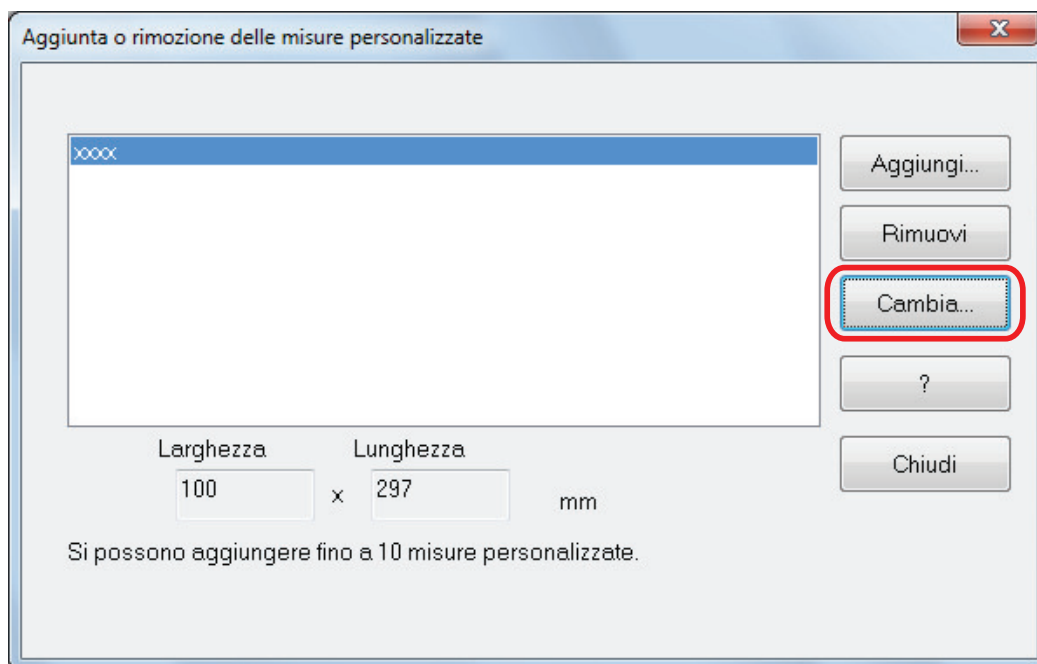 Aggiunta o rimozione delle misure personalizzate
xxxx
Aggiungi...
Rimuovi
Cambia...
?
Chiudi
Larghezza Lunghezza
100 x 297 mm
Si possono aggiungere fino a 10 misure personalizzate.